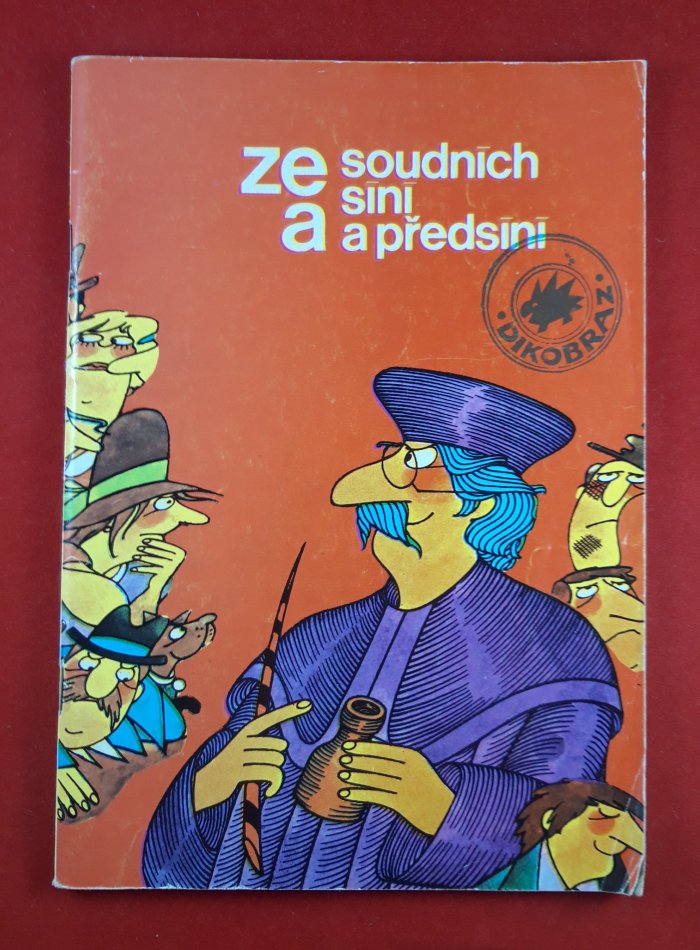 ze soudních
síní
a a předsíní
DIKOBRAZ